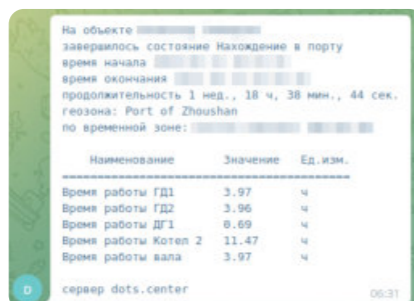 На объекте
завершилось состояние Нахождение в порту
время начала
время окончания
продолжительность 1 нед., 18 ч, 38 мин., 44 сек.
геозона: Port of Zhoushan
по временной зоне:
Наименование Значение Ед.изм.
========================================
Время работы ГД1 3.97 ч
Время работы ГД2 3.96 ч
Время работы ДГ1 0.69 ч
Время работы Котел 2 11.47 ч
Время работы вала 3.97 ч
D сервер dots.center 06:31